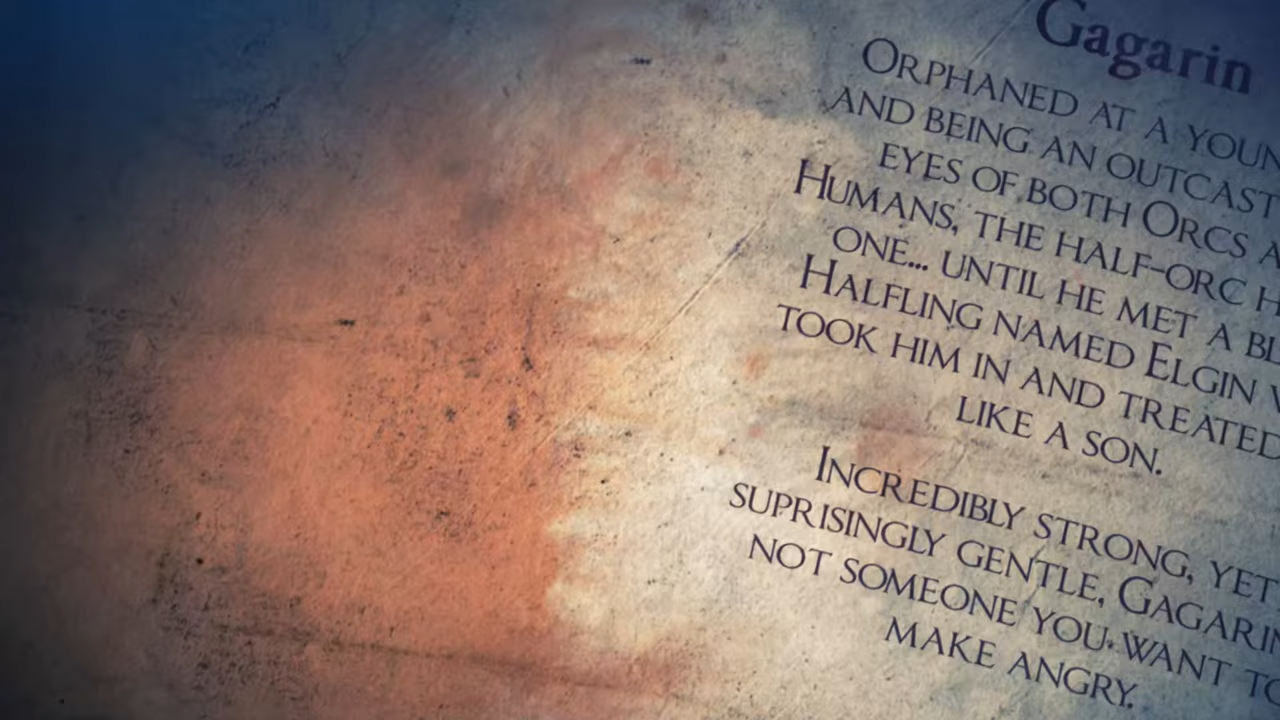 Gagarin
ORPHANED AT A YOUN
AND BEING AN OUTCAST
EYES OF BOTH ORCS A
HUMANS, THE HALF-ORC H
ONE... UNTIL HE MET A BL
HALFLING NAMED ELGIN W
TOOK HIM IN AND TREATED
LIKE A SON.
INCREDIBLY STRONG, YET
SUPRISINGLY GENTLE, GAGARIN
NOT SOMEONE YOU WANT TO
MAKE ANGRY.